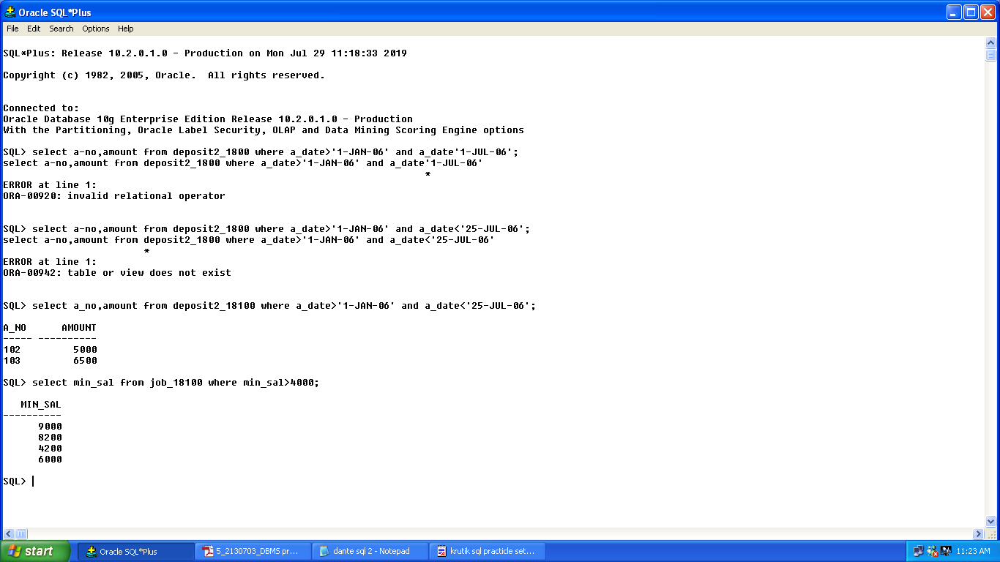 Oracle SQL*Plus
File Edit Search Options Help
SQL*Plus: Release 10.2.0.1.0 - Production on Mon Jul 29 11:18:33 2019
Copyright (c) 1982, 2005, Oracle.  All rights reserved.
Connected to:
Oracle Database 10g Enterprise Edition Release 10.2.0.1.0 - Production
With the Partitioning, Oracle Label Security, OLAP and Data Mining Scoring Engine options
SQL> select a-no,amount from deposit2_1800 where a_date>'1-JAN-06' and a_date'1-JUL-06';
select a-no,amount from deposit2_1800 where a_date>'1-JAN-06' and a_date'1-JUL-06'
*
ERROR at line 1:
ORA-00920: invalid relational operator
SQL> select a-no,amount from deposit2_1800 where a_date>'1-JAN-06' and a_date<'25-JUL-06';
select a-no,amount from deposit2_1800 where a_date>'1-JAN-06' and a_date<'25-JUL-06'
*
ERROR at line 1:
ORA-00942: table or view does not exist
SQL> select a_no,amount from deposit2_18100 where a_date>'1-JAN-06' and a_date<'25-JUL-06';
A_NO      AMOUNT
----- ----------
102         5000
103         6500
SQL> select min_sal from job_18100 where min_sal>4000;
MIN_SAL
----------
9000
8200
4200
6000
SQL>
start Oracle SQL*Plus 5_2130703_DBMS pr... dante sql 2 - Notepad krutik sql practicle set... 11:23 AM